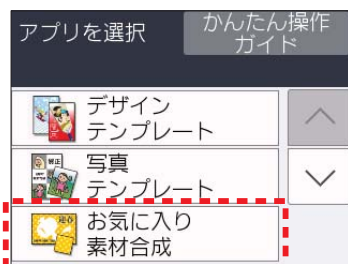 アプリを選択
かんたん操作
ガイド
デザイン
テンプレート
写真
テンプレート
お気に入り
素材合成